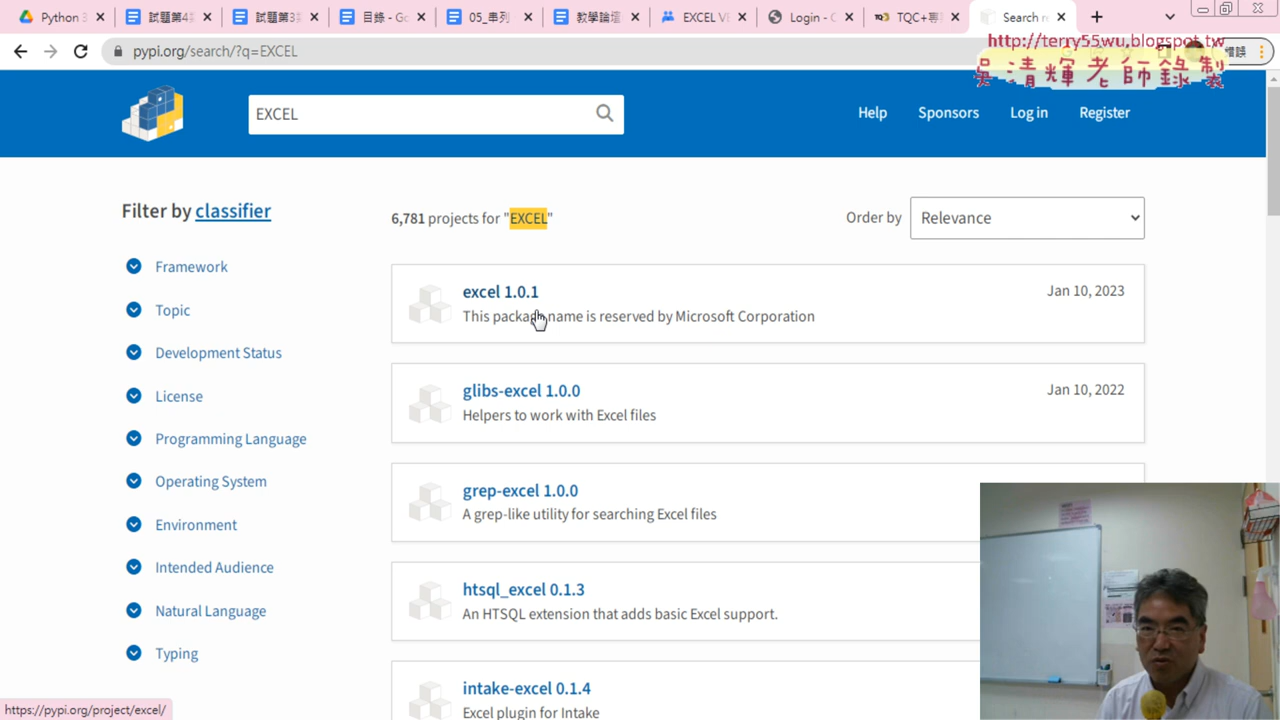 Python 3
試題第4
試題第3
目錄 - Go
05_串列
教學論壇
EXCEL V
Login - C
TQC+專
Search r
pypi.org/search/?q=EXCEL
http://terry55wu.blogspot.tw
錯誤
吳清輝老師錄製
EXCEL
Help
Sponsors
Log in
Register
Filter by classifier
6,781 projects for "EXCEL"
Order by
Relevance
Framework
Topic
Development Status
License
Programming Language
Operating System
Environment
Intended Audience
Natural Language
Typing
excel 1.0.1
Jan 10, 2023
This package name is reserved by Microsoft Corporation
glibs-excel 1.0.0
Jan 10, 2022
Helpers to work with Excel files
grep-excel 1.0.0
A grep-like utility for searching Excel files
htsql_excel 0.1.3
An HTSQL extension that adds basic Excel support.
intake-excel 0.1.4
Excel plugin for Intake
https://pypi.org/project/excel/